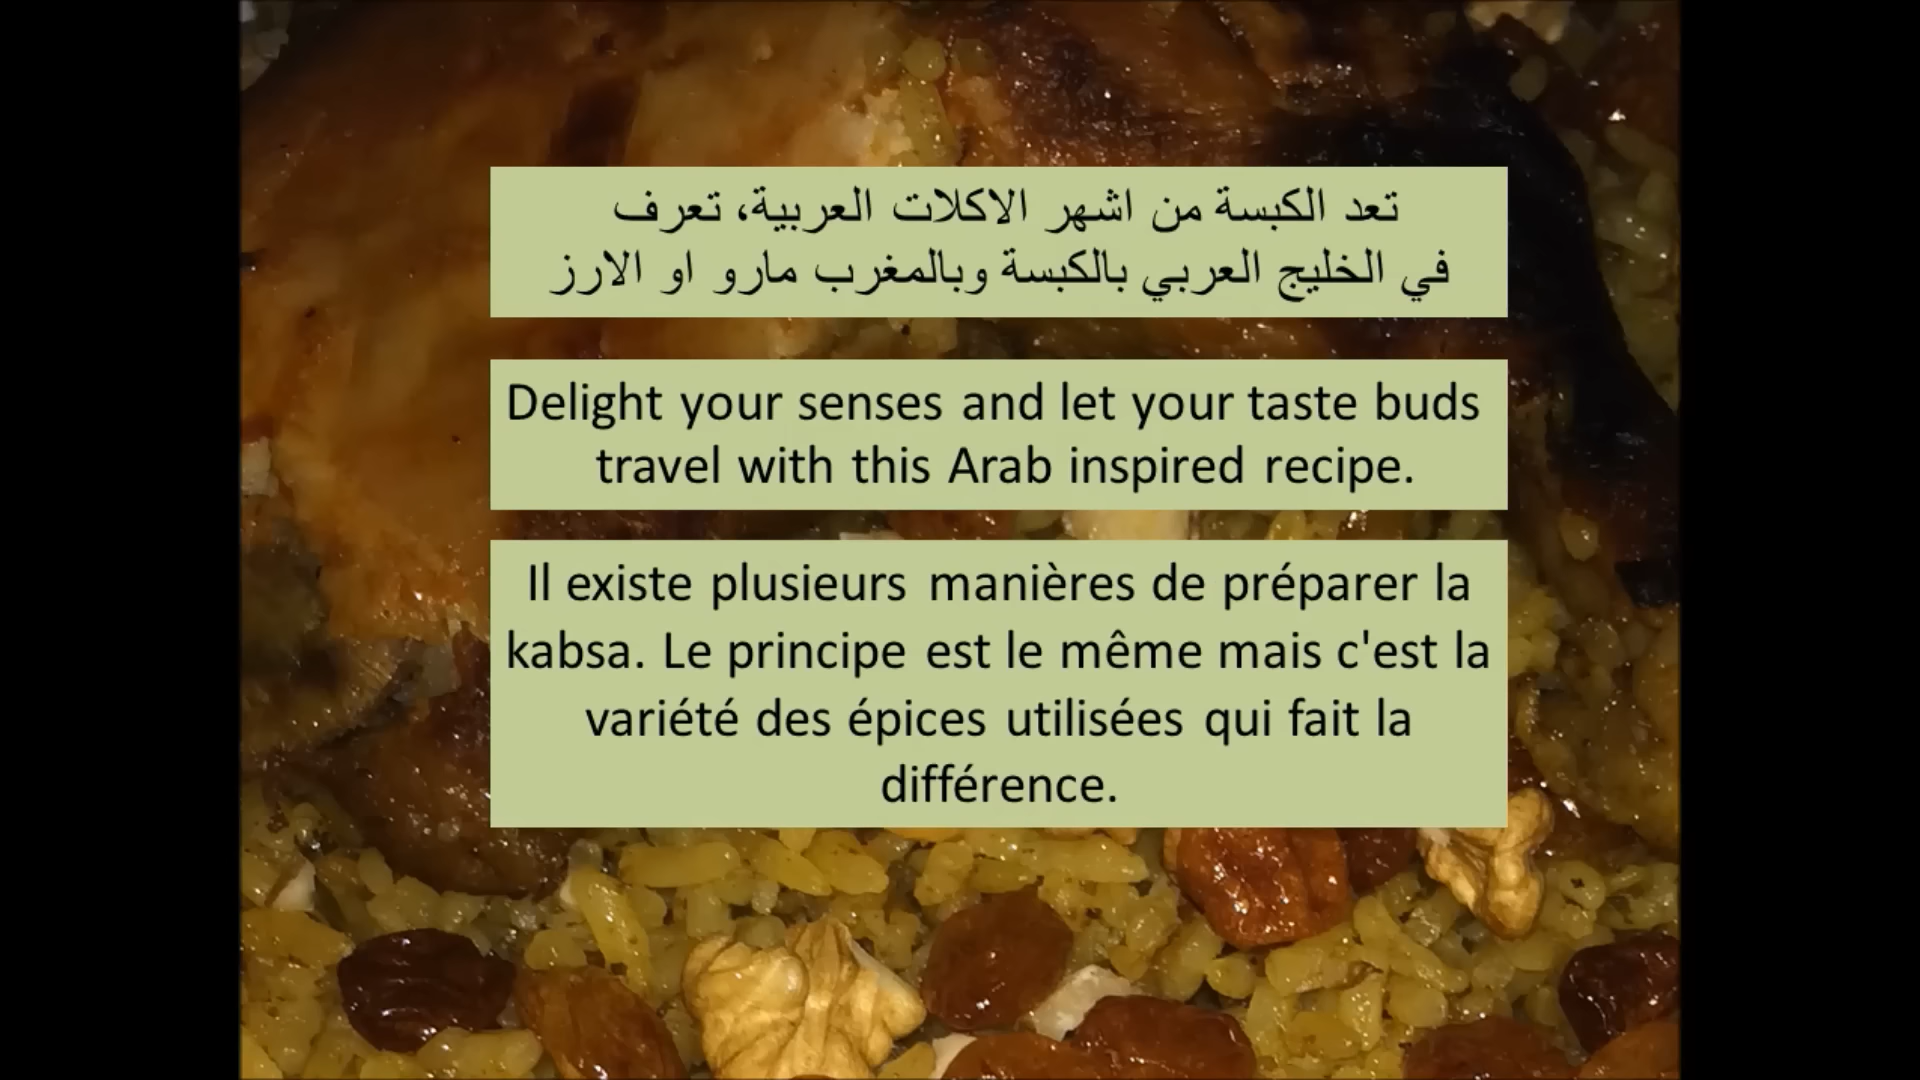 تعد الكبسة من اشهر الاكلات العربية، تعرف
في الخليج العربي بالكبسة وبالمغرب مارو او الارز
Delight your senses and let your taste buds
travel with this Arab inspired recipe.
Il existe plusieurs manières de préparer la
kabsa. Le principe est le même mais c'est la
variété des épices utilisées qui fait la
différence.